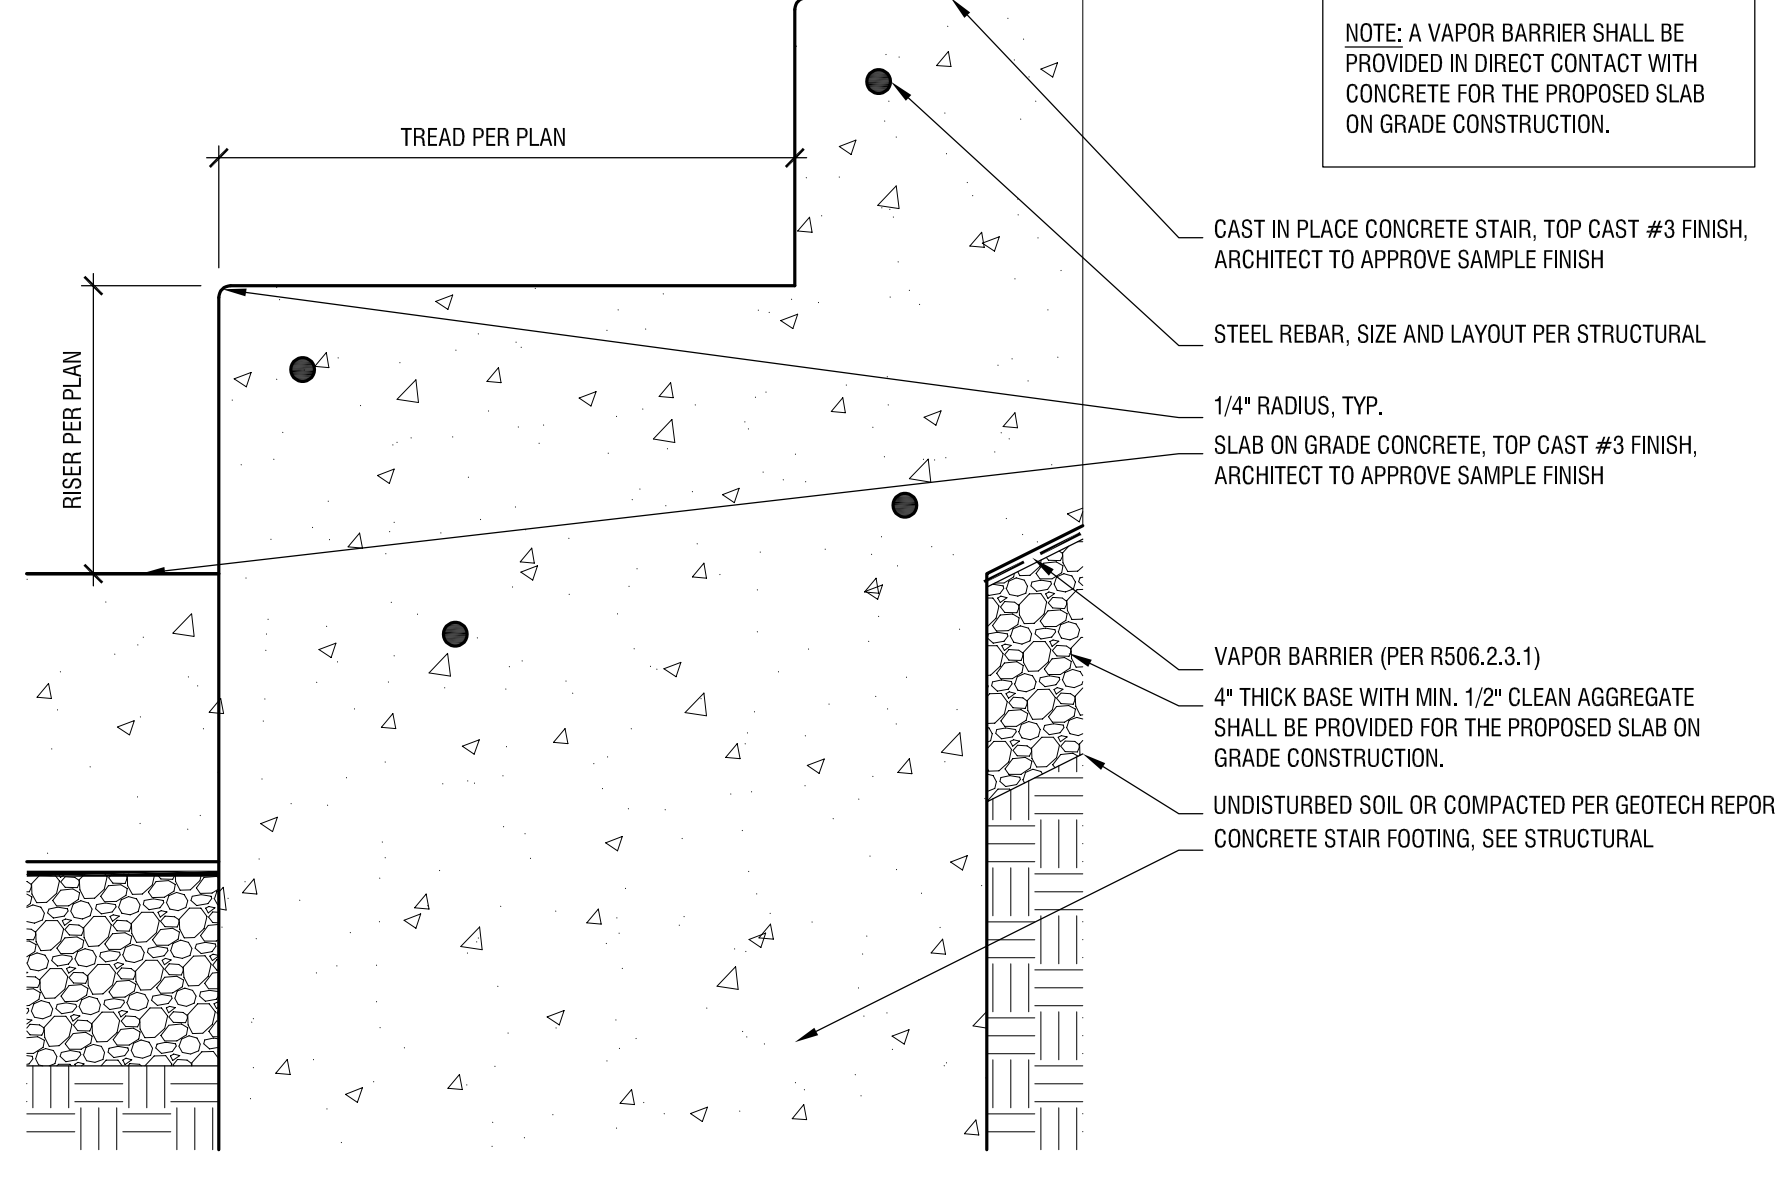 NOTE: A VAPOR BARRIER SHALL BE
PROVIDED IN DIRECT CONTACT WITH
CONCRETE FOR THE PROPOSED SLAB
ON GRADE CONSTRUCTION.
TREAD PER PLAN
RISER PER PLAN
CAST IN PLACE CONCRETE STAIR, TOP CAST #3 FINISH,
ARCHITECT TO APPROVE SAMPLE FINISH
STEEL REBAR, SIZE AND LAYOUT PER STRUCTURAL
1/4" RADIUS, TYP.
SLAB ON GRADE CONCRETE, TOP CAST #3 FINISH,
ARCHITECT TO APPROVE SAMPLE FINISH
VAPOR BARRIER (PER R506.2.3.1)
4" THICK BASE WITH MIN. 1/2" CLEAN AGGREGATE
SHALL BE PROVIDED FOR THE PROPOSED SLAB ON
GRADE CONSTRUCTION.
UNDISTURBED SOIL OR COMPACTED PER GEOTECH REPOR
CONCRETE STAIR FOOTING, SEE STRUCTURAL